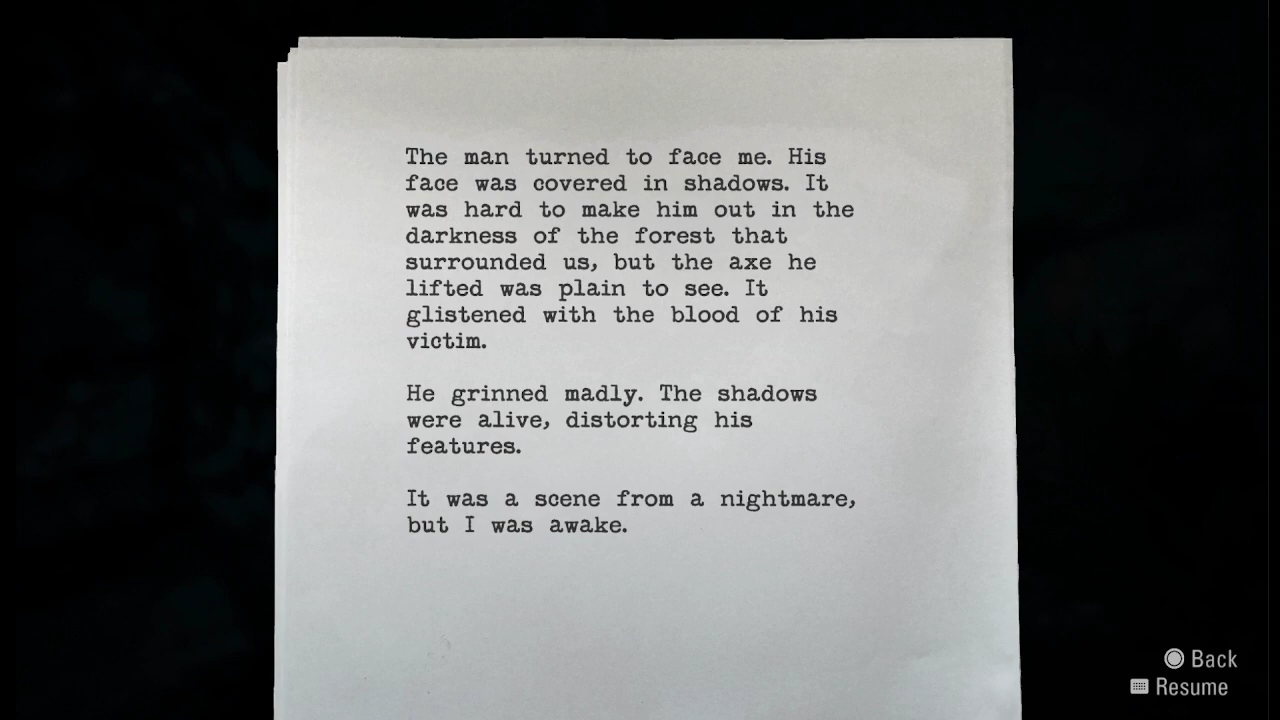 The man turned to face me. His
face was covered in shadows. It
was hard to make him out in the
darkness of the forest that
surrounded us, but the axe he
lifted was plain to see. It
glistened with the blood of his
victim.
He grinned madly. The shadows
were alive, distorting his
features.
It was a scene from a nightmare,
but I was awake.
Back
Resume